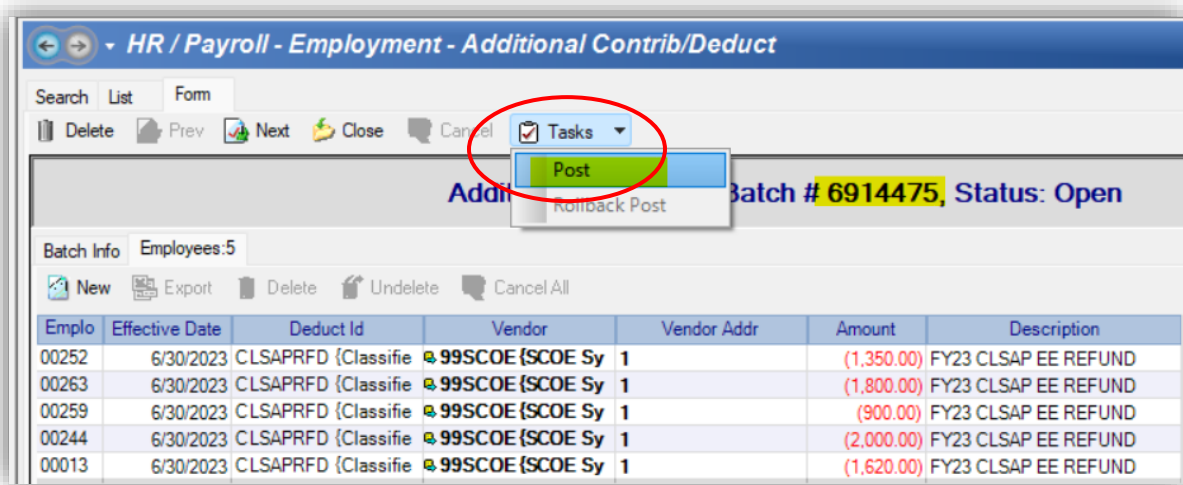 HR / Payroll - Employment - Additional Contrib/Deduct
Search List Form
Delete Prev Next Close Cancel Tasks
Post
Rollback Post
Addit Batch # 6914475, Status: Open
Batch Info Employees:5
New Export Delete Undelete Cancel All
Emplo Effective Date Deduct Id Vendor Vendor Addr Amount Description
00252 6/30/2023 CLSAPRFD {Classifie 99SCOE {SCOE Sy 1 (1,350.00) FY23 CLSAP EE REFUND
00263 6/30/2023 CLSAPRFD {Classifie 99SCOE {SCOE Sy 1 (1,800.00) FY23 CLSAP EE REFUND
00259 6/30/2023 CLSAPRFD {Classifie 99SCOE {SCOE Sy 1 (900.00) FY23 CLSAP EE REFUND
00244 6/30/2023 CLSAPRFD {Classifie 99SCOE {SCOE Sy 1 (2,000.00) FY23 CLSAP EE REFUND
00013 6/30/2023 CLSAPRFD {Classifie 99SCOE {SCOE Sy 1 (1,620.00) FY23 CLSAP EE REFUND